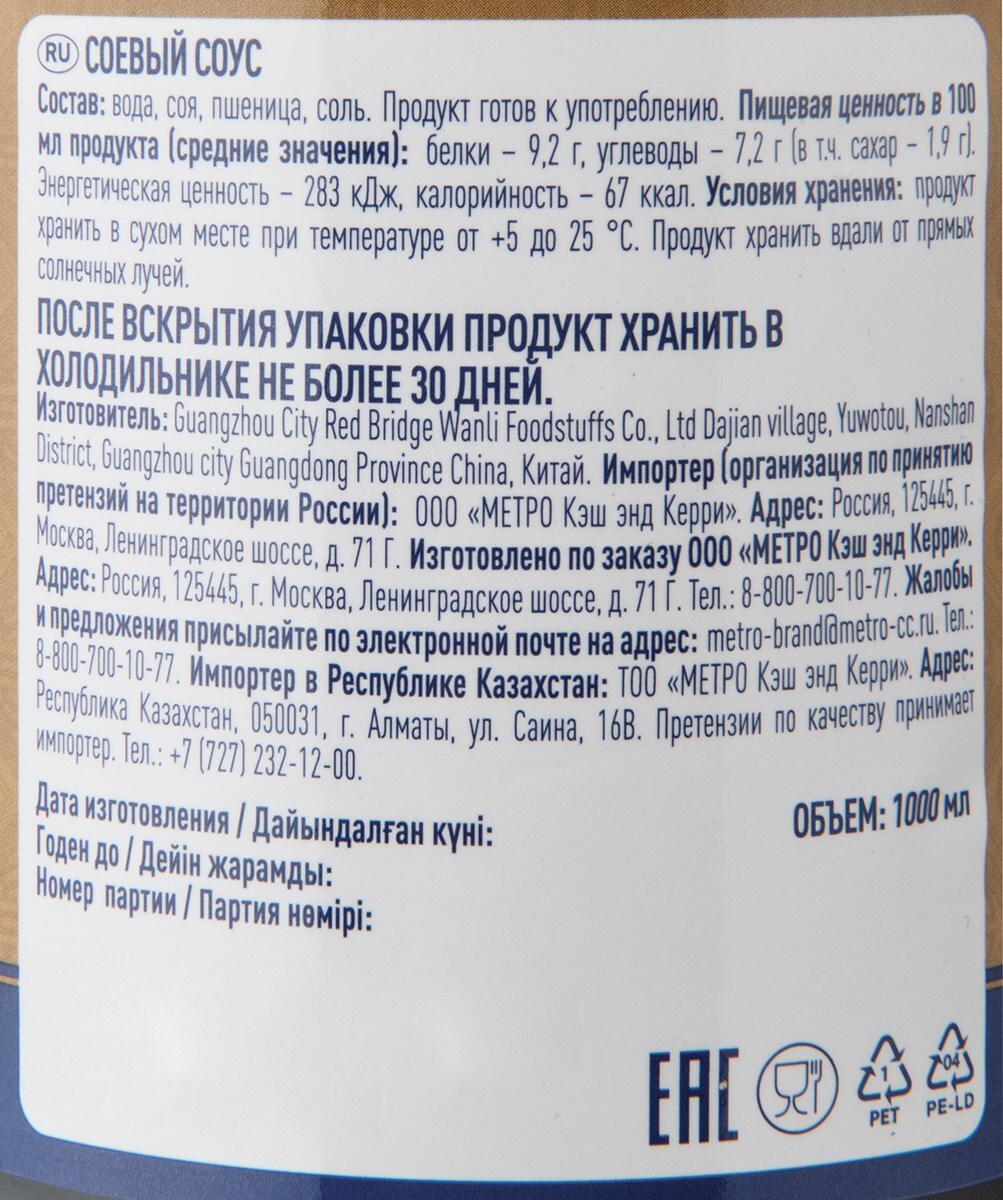 RU СОЕВЫЙ СОУС
Состав: вода, соя, пшеница, соль. Продукт готов к употреблению. Пищевая ценность в 100
мл продукта (средние значения): белки – 9,2 г, углеводы – 7,2 г (в т.ч. сахар – 1,9 г).
Энергетическая ценность – 283 кДж, калорийность – 67 ккал. Условия хранения: продукт
хранить в сухом месте при температуре от +5 до 25 °С. Продукт хранить вдали от прямых
солнечных лучей.
ПОСЛЕ ВСКРЫТИЯ УПАКОВКИ ПРОДУКТ ХРАНИТЬ В
ХОЛОДИЛЬНИКЕ НЕ БОЛЕЕ 30 ДНЕЙ.
Изготовитель: Guangzhou City Red Bridge Wanli Foodstuffs Co., Ltd Dajian village, Yuwotou, Nanshan
District, Guangzhou city Guangdong Province China, Китай. Импортер (организация по принятию
претензий на территории России): ООО «МЕТРО Кэш энд Керри». Адрес: Россия, 125445, г.
Москва, Ленинградское шоссе, д. 71 Г. Изготовлено по заказу ООО «МЕТРО Кэш энд Керри».
Адрес: Россия, 125445, г. Москва, Ленинградское шоссе, д. 71 Г. Тел.: 8-800-700-10-77. Жалобы
и предложения присылайте по электронной почте на адрес: metro-brand@metro-cc.ru. Тел.:
8-800-700-10-77. Импортер в Республике Казахстан: ТОО «МЕТРО Кэш энд Керри». Адрес:
Республика Казахстан, 050031, г. Алматы, ул. Саина, 16В. Претензии по качеству принимает
импортер. Тел.: +7 (727) 232-12-00.
Дата изготовления / Дайындалған күні:
ОБЪЕМ: 1000 мл
Годен до / Дейін жарамды:
Номер партии / Партия нөмірі:
ЕАС
1
04
PET
PE-LD